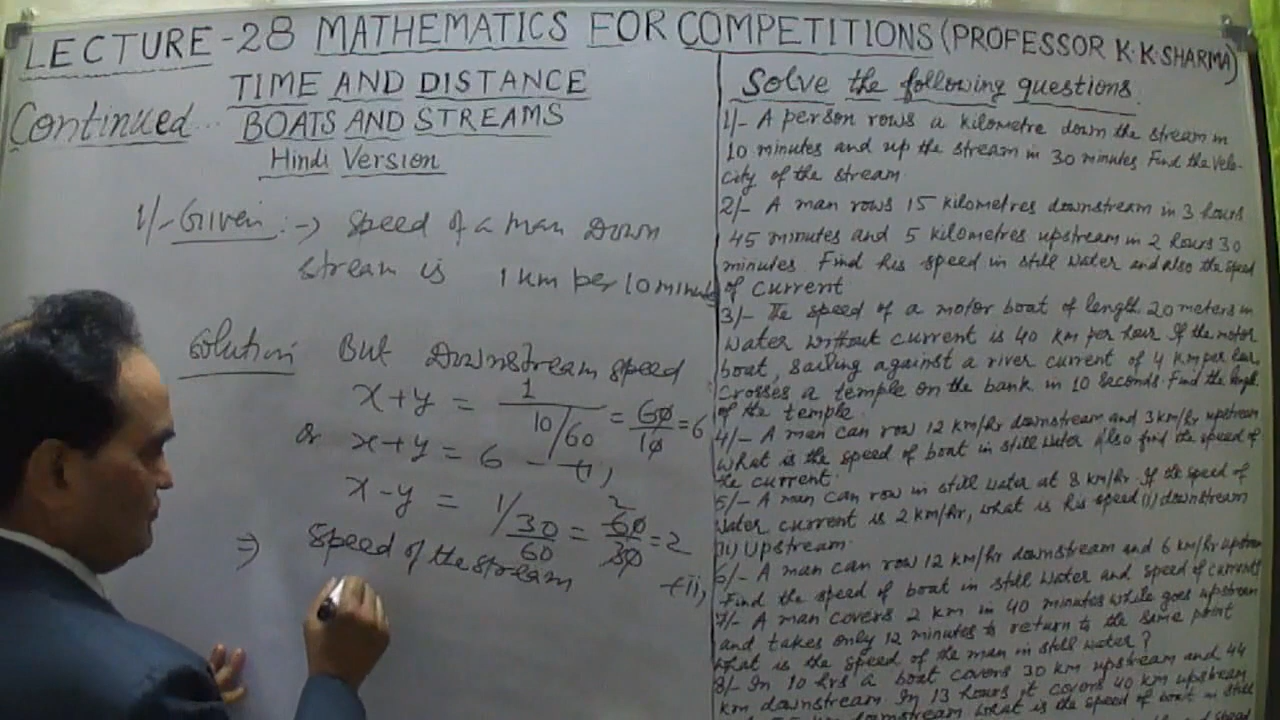 LECTURE-28 MATHEMATICS FOR COMPETITIONS (PROFESSOR K.K.SHARMA)
TIME AND DISTANCE
Continued... BOATS AND STREAMS
Hindi Version
1/- Given :-> Speed of a man Down
stream is 1 km per 10 minutes
Solution But Downstream speed
x+y = 1/10/60 = 60/10 = 6
or x+y = 6 - (i)
x-y = 1/30/60 = 60/30 = 2 2
-(ii)
=> Speed of the stream
Solve the following questions.
1/- A person rows a kilometre down the stream in
10 minutes and up the stream in 30 minutes Find the velo-
city of the stream.
2/- A man rows 15 kilometres downstream in 3 hours
45 minutes and 5 kilometres upstream in 2 hours 30
minutes. Find his speed in still water and also the speed
of current
3/- The speed of a motor boat of length 20 meters in
water without current is 40 km per hour If the motor
boat, sailing against a river current of 4 km per hour
crosses a temple on the bank in 10 seconds. Find the length
of the temple
4/- A man can row 12 km/hr downstream and 3 km/hr upstream
what is the speed of boat in still water Also find the speed of
the current.
5/- A man can row in still water at 8 km/hr. If the speed of
water current is 2 km/hr, what is his speed (i) downstream
(ii) Upstream.
6/- A man can row 12 km/hr downstream and 6 km/hr upstream
Find the speed of boat in still water and speed of current
7/- A man covers 2 km in 40 minutes while goes upstream
and takes only 12 minutes to return to the same point
what is the speed of the man in still water?
8/- In 10 hrs a boat covers 30 km upstream and 44
km downstream. In 13 hours it covers 40 km upstream
downstream what is the speed of boat in still